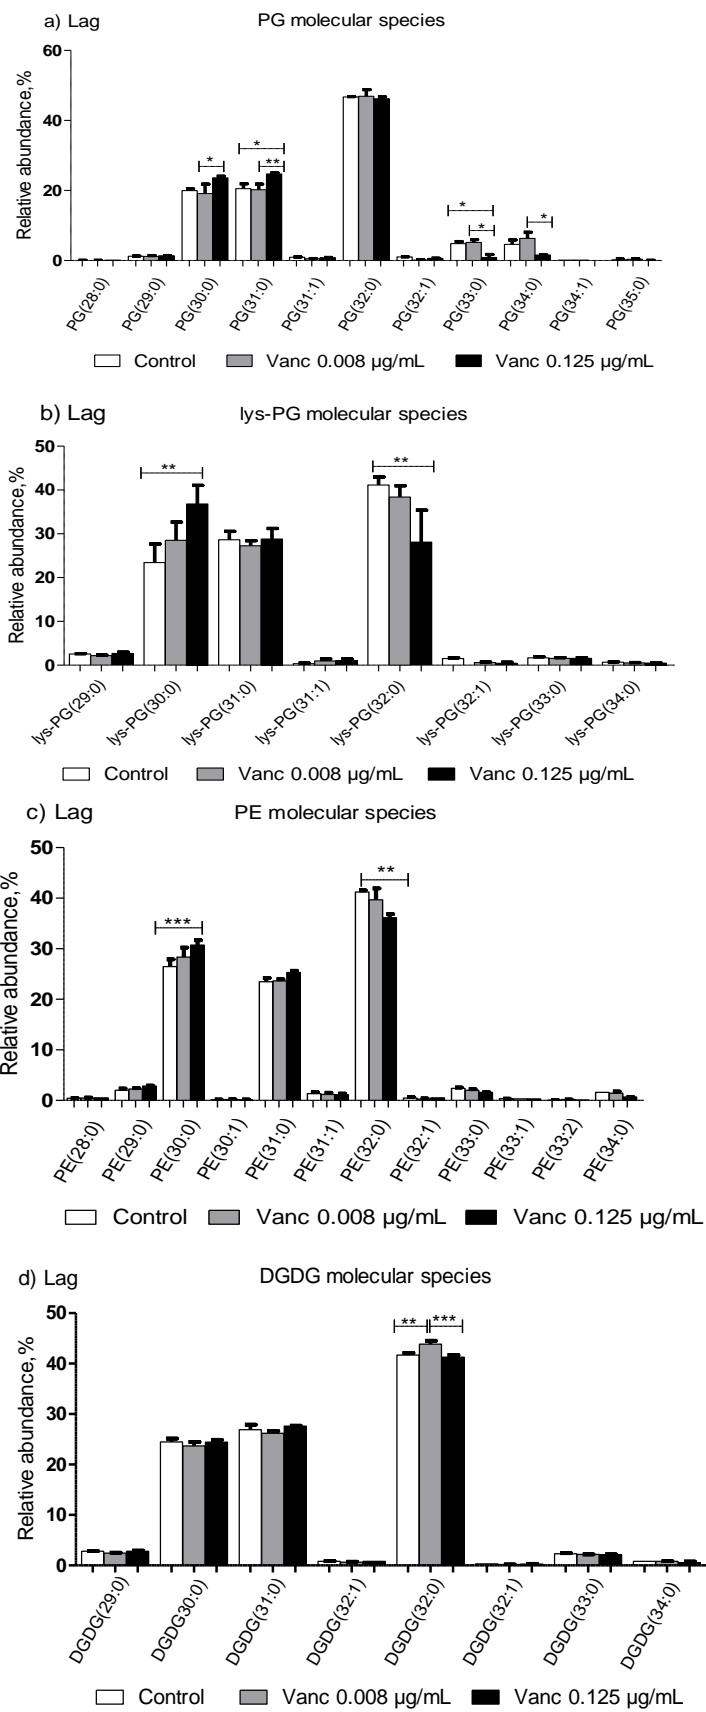 a) Lag
PG molecular species
Relative abundance,%
60
40
20
0
*
*
**
*
*
*
PG(28:0)
PG(29:0)
PG(30:0)
PG(31:0)
PG(31:1)
PG(32:0)
PG(32:1)
PG(33:0)
PG(34:0)
PG(34:1)
PG(35:0)
Control Vanc 0.008 µg/mL Vanc 0.125 µg/mL
b) Lag
lys-PG molecular species
Relative abundance,%
50
40
30
20
10
0
**
**
lys-PG(29:0)
lys-PG(30:0)
lys-PG(31:0)
lys-PG(31:1)
lys-PG(32:0)
lys-PG(32:1)
lys-PG(33:0)
lys-PG(34:0)
Control Vanc 0.008 µg/mL Vanc 0.125 µg/mL
c) Lag
PE molecular species
Relative abundance,%
50
40
30
20
10
0
***
**
PE(28:0)
PE(29:0)
PE(30:0)
PE(30:1)
PE(31:0)
PE(31:1)
PE(32:0)
PE(32:1)
PE(33:0)
PE(33:1)
PE(33:2)
PE(34:0)
Control Vanc 0.008 µg/mL Vanc 0.125 µg/mL
d) Lag
DGDG molecular species
Relative abundance,%
50
40
30
20
10
0
**
***
DGDG(29:0)
DGDG30:0)
DGDG(31:0)
DGDG(32:1)
DGDG(32:0)
DGDG(32:1)
DGDG(33:0)
DGDG(34:0)
Control Vanc 0.008 µg/mL Vanc 0.125 µg/mL